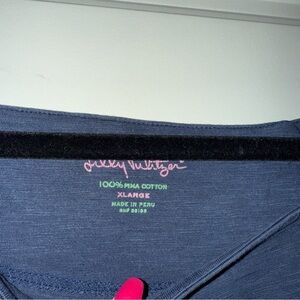 Lilly Pulitzer
100% PIMA COTTON
XLARGE
MADE IN PERU